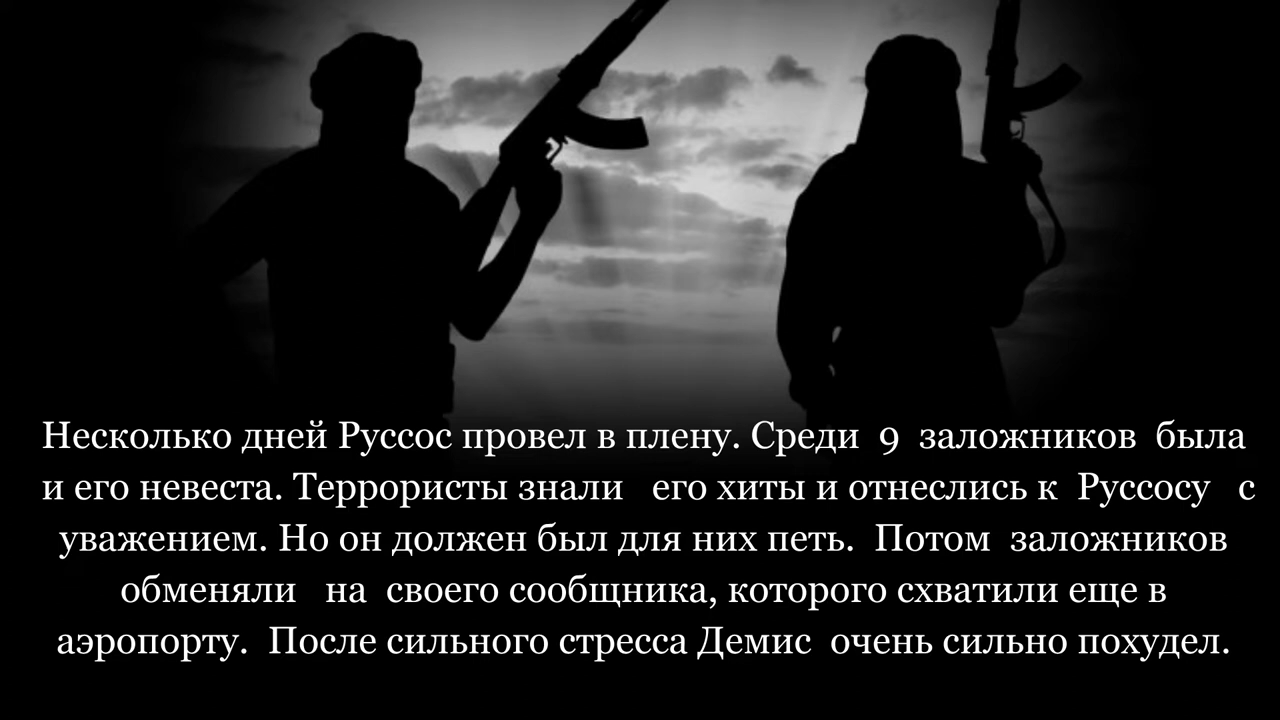 Несколько дней Руссос провел в плену. Среди 9 заложников была
и его невеста. Террористы знали его хиты и отнеслись к Руссосу с
уважением. Но он должен был для них петь. Потом заложников
обменяли на своего сообщника, которого схватили еще в
аэропорту. После сильного стресса Демис очень сильно похудел.